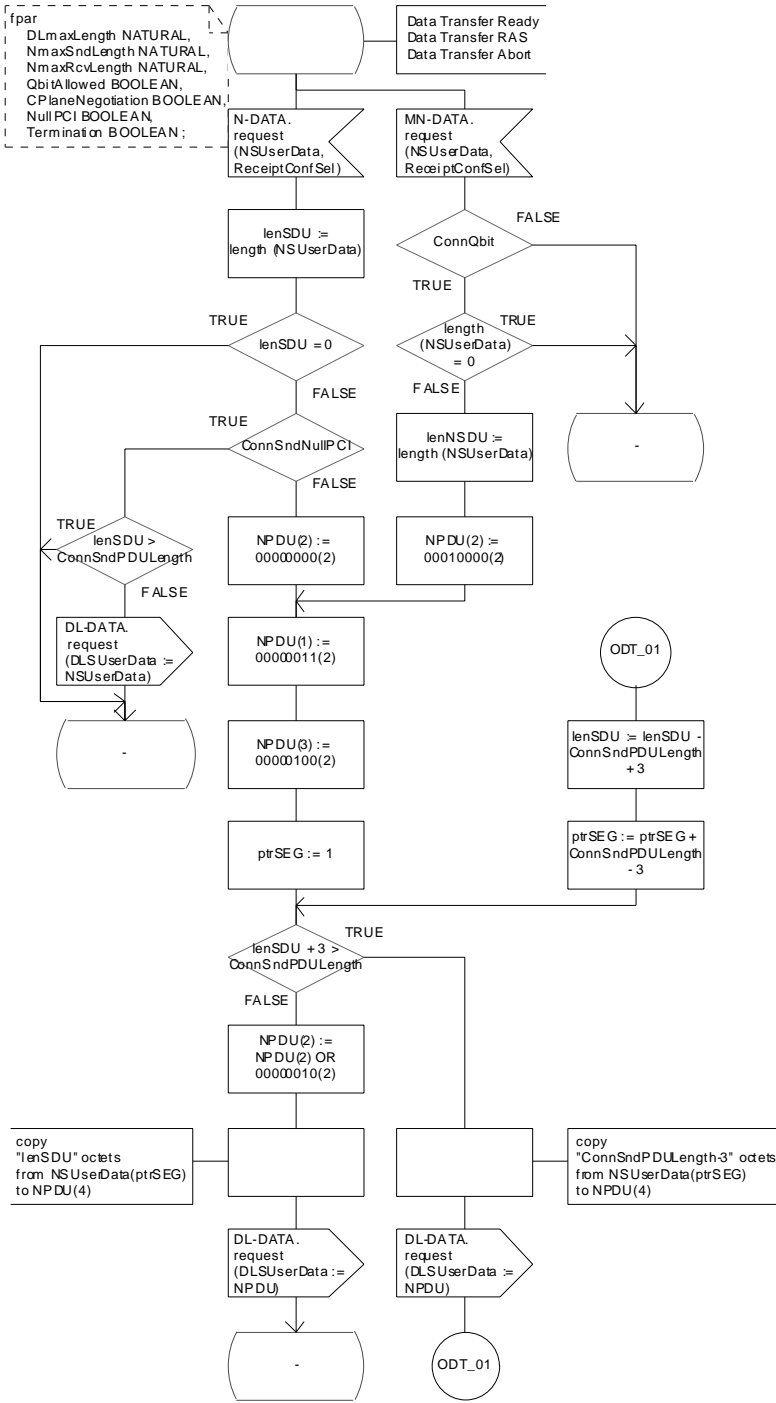 fpar
DLmaxLength NATURAL,
NmaxSndLength NATURAL,
NmaxRcvLength NATURAL,
QbitAllowed BOOLEAN,
CPlaneNegotiation BOOLEAN,
NullPCI BOOLEAN,
Termination BOOLEAN ;
Data Transfer Ready
Data Transfer RAS
Data Transfer Abort
N-DATA.
request
(NSUserData,
ReceiptConfSel)
MN-DATA.
request
(NSUserData,
ReceiptConfSel)
lenSDU :=
length (NSUserData)
ConnQbit
FALSE
TRUE
lenSDU = 0
TRUE
FALSE
length
(NSUserData)
= 0
TRUE
FALSE
ConnSndNullPCI
TRUE
FALSE
lenNSDU :=
length (NSUserData)
-
lenSDU >
ConnSndPDULength
TRUE
FALSE
NPDU(2) :=
00000000(2)
NPDU(2) :=
00010000(2)
DL-DATA.
request
(DLSUserData :=
NSUserData)
NPDU(1) :=
00000011(2)
ODT_01
-
NPDU(3) :=
00000100(2)
lenSDU := lenSDU -
ConnSndPDULength
+ 3
ptrSEG := 1
ptrSEG := ptrSEG +
ConnSndPDULength
- 3
lenSDU + 3 >
ConnSndPDULength
TRUE
FALSE
NPDU(2) :=
NPDU(2) OR
00000010(2)
copy
"lenSDU" octets
from NSUserData(ptrSEG)
to NPDU(4)
copy
"ConnSndPDULength-3" octets
from NSUserData(ptrSEG)
to NPDU(4)
DL-DATA.
request
(DLSUserData :=
NPDU)
DL-DATA.
request
(DLSUserData :=
NPDU)
-
ODT_01